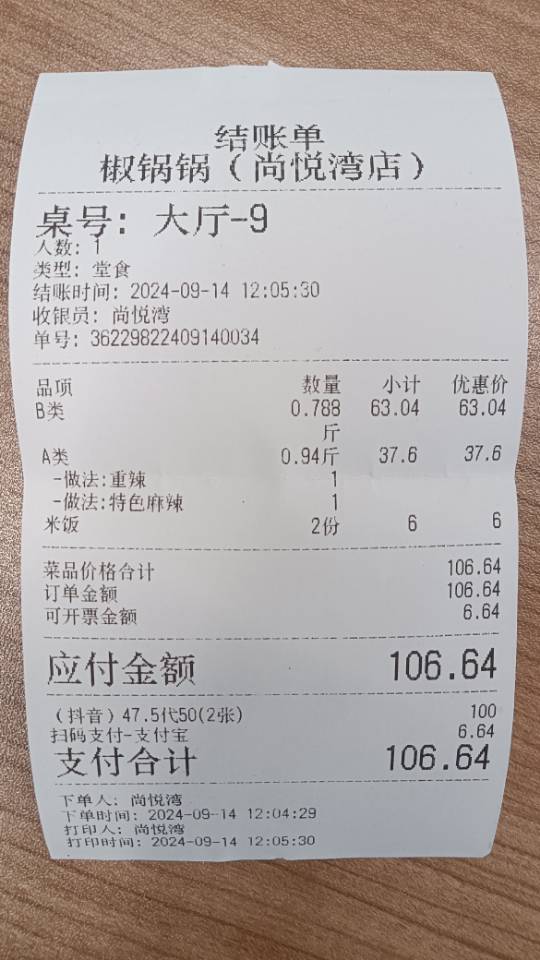 结账单
椒锅锅（尚悦湾店）
桌号: 大厅-9
人数: 1
类型: 堂食
结账时间: 2024-09-14 12:05:30
收银员: 尚悦湾
单号: 36229822409140034
品项 数量 小计 优惠价
B类 0.788 63.04 63.04
斤
A类 0.94斤 37.6 37.6
-做法:重辣 1
-做法:特色麻辣 1
米饭 2份 6 6
菜品价格合计 106.64
订单金额 106.64
可开票金额 6.64
应付金额 106.64
（抖音）47.5代50(2张) 100
扫码支付-支付宝 6.64
支付合计 106.64
下单人: 尚悦湾
下单时间: 2024-09-14 12:04:29
打印人: 尚悦湾
打印时间: 2024-09-14 12:05:30